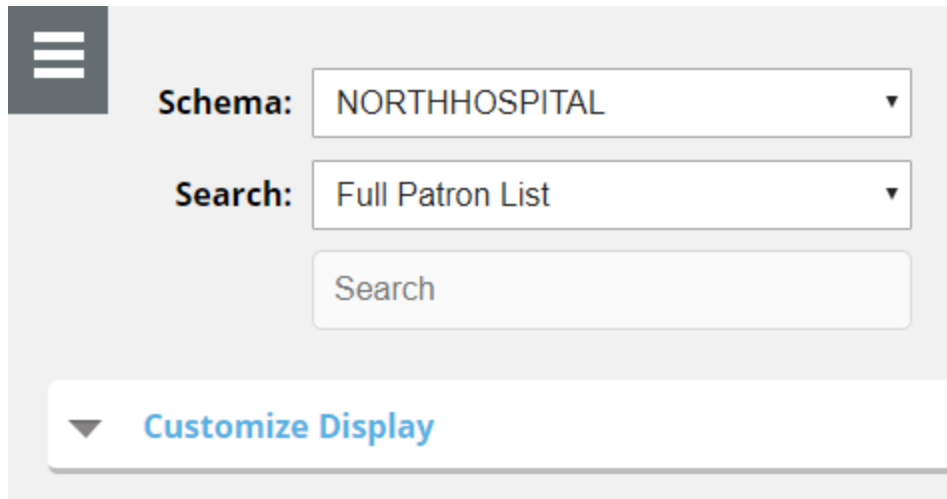 Schema: NORTHHOSPITAL
Search: Full Patron List
Search
Customize Display